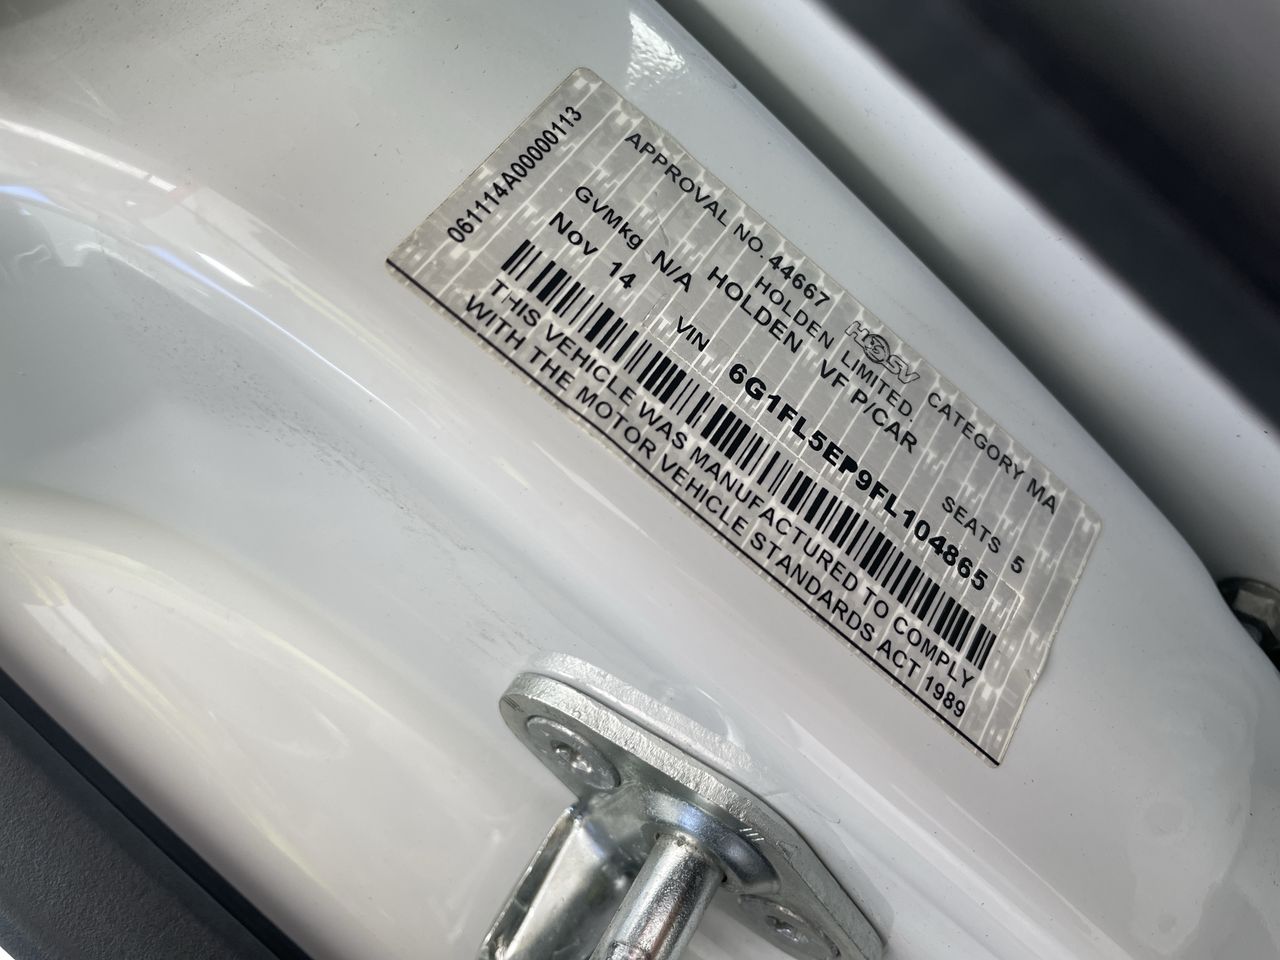 061114A00000113
APPROVAL NO. 44667 HSV CATEGORY MA
HOLDEN LIMITED.
GVMkg N/A HOLDEN VF P/CAR SEATS 5
Nov 14 VIN 6G1FL5EP9FL104865
THIS VEHICLE WAS MANUFACTURED TO COMPLY
WITH THE MOTOR VEHICLE STANDARDS ACT 1989